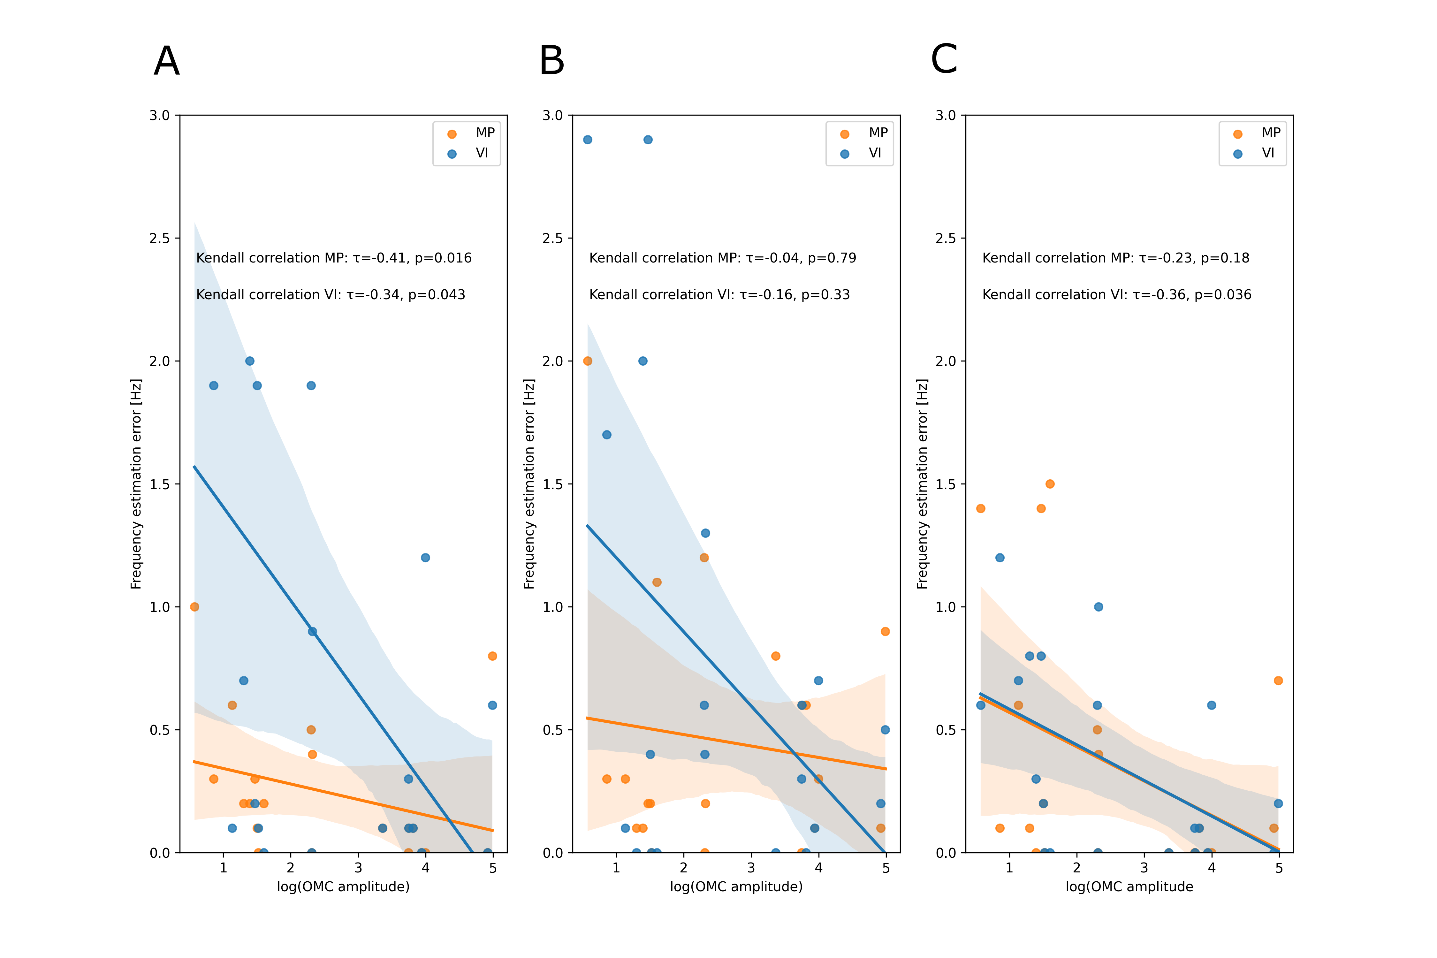 A
B
C
3.0
2.5
2.0
1.5
1.0
0.5
0.0
Frequency estimation error [Hz]
MP
VI
Kendall correlation MP: τ=-0.41, p=0.016
Kendall correlation VI: τ=-0.34, p=0.043
1 2 3 4 5
log(OMC amplitude)
3.0
2.5
2.0
1.5
1.0
0.5
0.0
Frequency estimation error [Hz]
MP
VI
Kendall correlation MP: τ=-0.04, p=0.79
Kendall correlation VI: τ=-0.16, p=0.33
1 2 3 4 5
log(OMC amplitude)
3.0
2.5
2.0
1.5
1.0
0.5
0.0
Frequency estimation error [Hz]
MP
VI
Kendall correlation MP: τ=-0.23, p=0.18
Kendall correlation VI: τ=-0.36, p=0.036
1 2 3 4 5
log(OMC amplitude